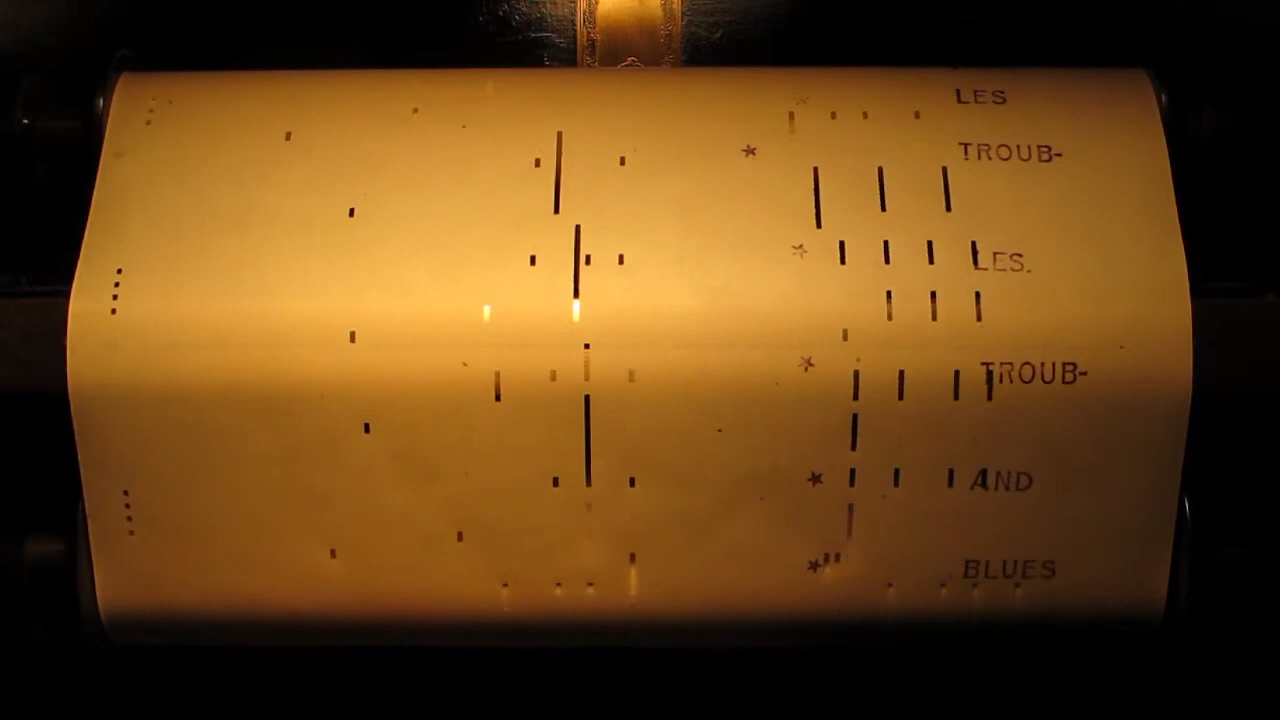 LES
TROUB-
LES.
TROUB-
AND
BLUES